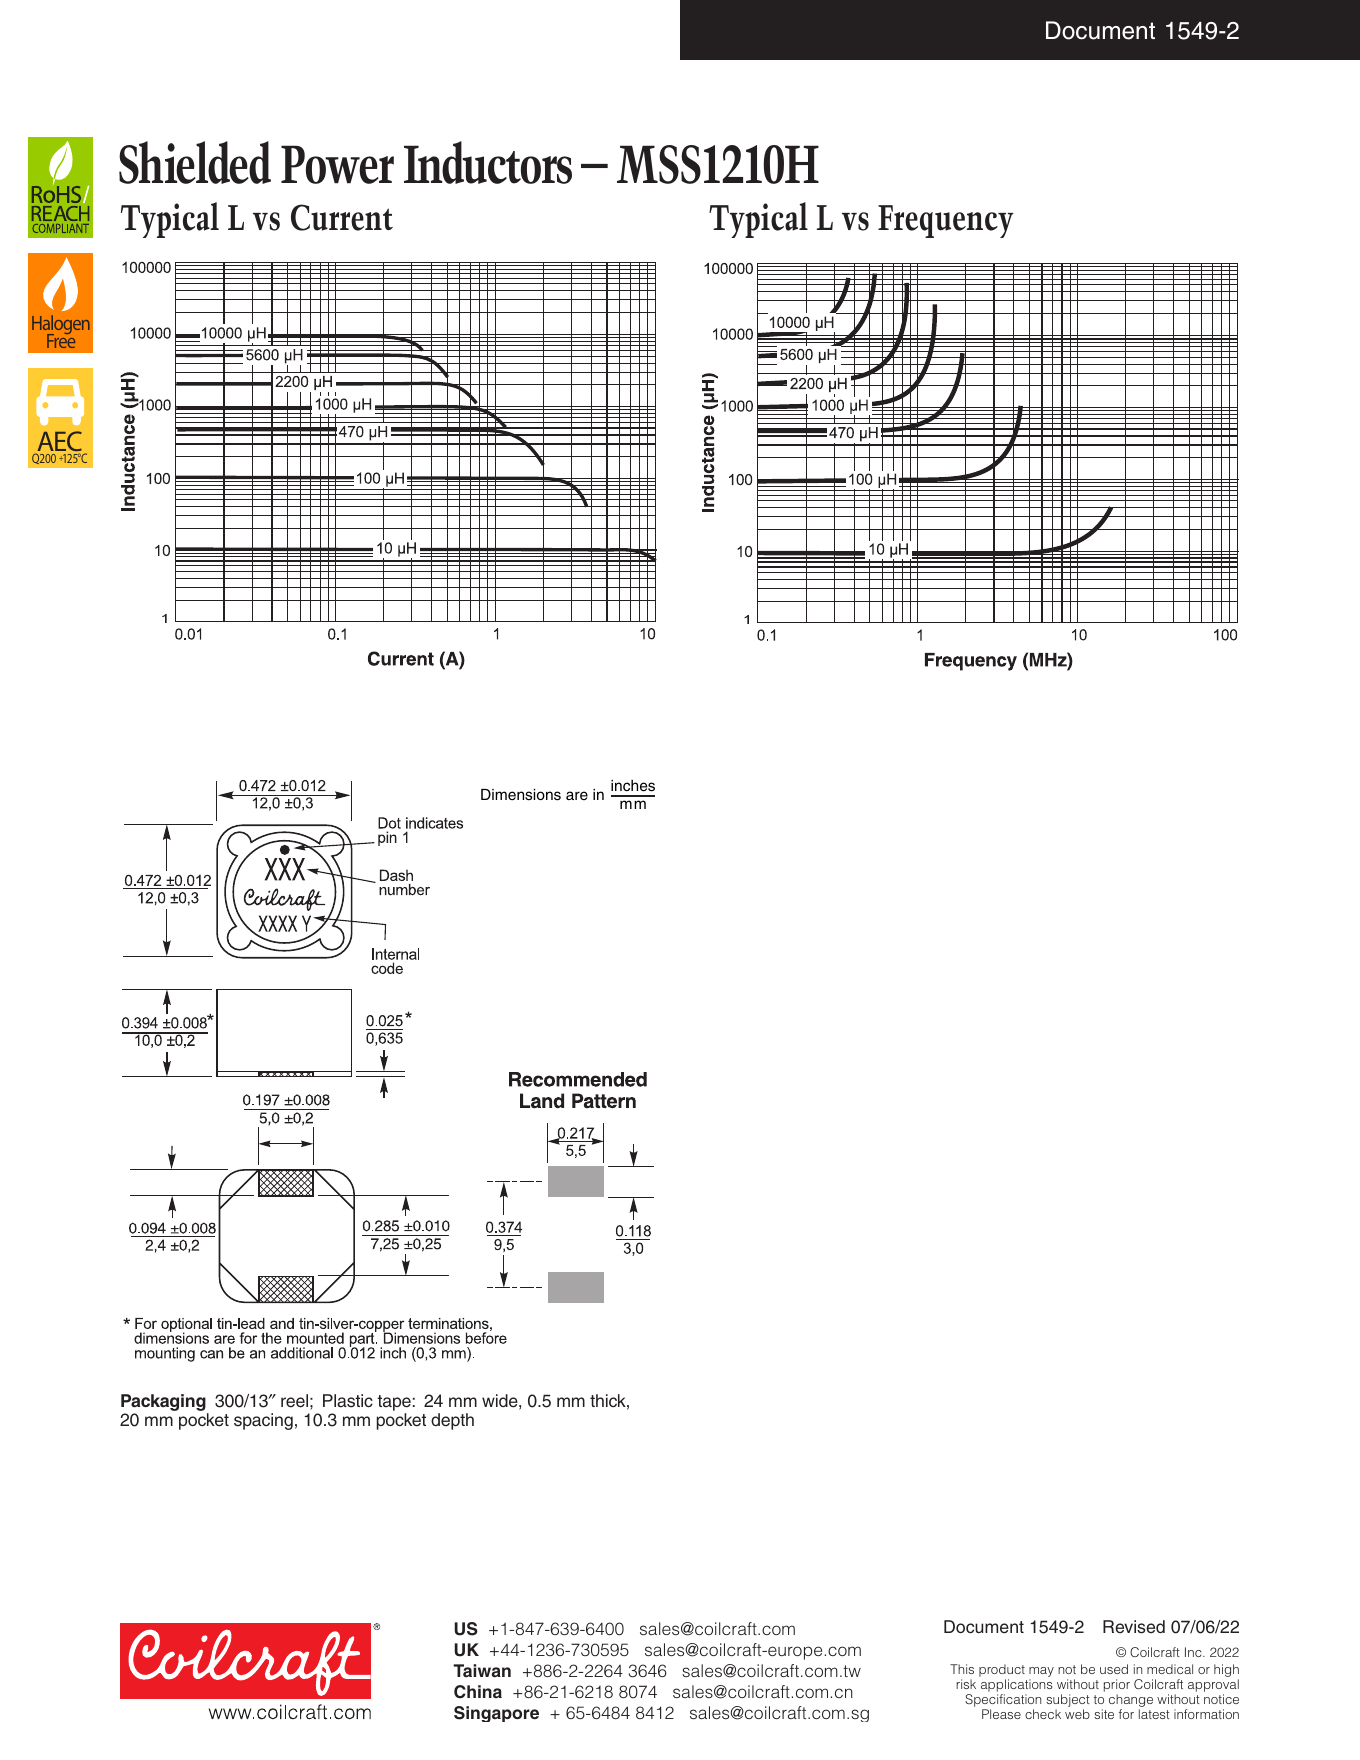 Document 1549-2
RoHS/
REACH
COMPLIANT
Halogen
Free
AEC
Q200 +125°C
Shielded Power Inductors – MSS1210H
Typical L vs Current
100000
10000
1000
100
10
1
Inductance (µH)
10000 µH
5600 µH
2200 µH
1000 µH
470 µH
100 µH
10 µH
0.01 0.1 1 10
Current (A)
Typical L vs Frequency
100000
10000
1000
100
10
1
Inductance (µH)
10000 µH
5600 µH
2200 µH
1000 µH
470 µH
100 µH
10 µH
0.1 1 10 100
Frequency (MHz)
0.472 ±0.012
12,0 ±0,3
Dimensions are in inches
mm
Dot indicates
pin 1
XXX
Coilcraft
XXXX Y
Dash
number
0.472 ±0.012
12,0 ±0,3
Internal
code
0.394 ±0.008*
10,0 ±0,2
0.025*
0,635
0.197 ±0.008
5,0 ±0,2
0.094 ±0.008
2,4 ±0,2
0.285 ±0.010
7,25 ±0,25
Recommended
Land Pattern
0.217
5,5
0.374
9,5
0.118
3,0
* For optional tin-lead and tin-silver-copper terminations,
dimensions are for the mounted part. Dimensions before
mounting can be an additional 0.012 inch (0,3 mm).
Packaging 300/13″ reel; Plastic tape: 24 mm wide, 0.5 mm thick,
20 mm pocket spacing, 10.3 mm pocket depth
Coilcraft ®
www.coilcraft.com
US +1-847-639-6400 sales@coilcraft.com
UK +44-1236-730595 sales@coilcraft-europe.com
Taiwan +886-2-2264 3646 sales@coilcraft.com.tw
China +86-21-6218 8074 sales@coilcraft.com.cn
Singapore + 65-6484 8412 sales@coilcraft.com.sg
Document 1549-2 Revised 07/06/22
© Coilcraft Inc. 2022
This product may not be used in medical or high
risk applications without prior Coilcraft approval
Specification subject to change without notice
Please check web site for latest information